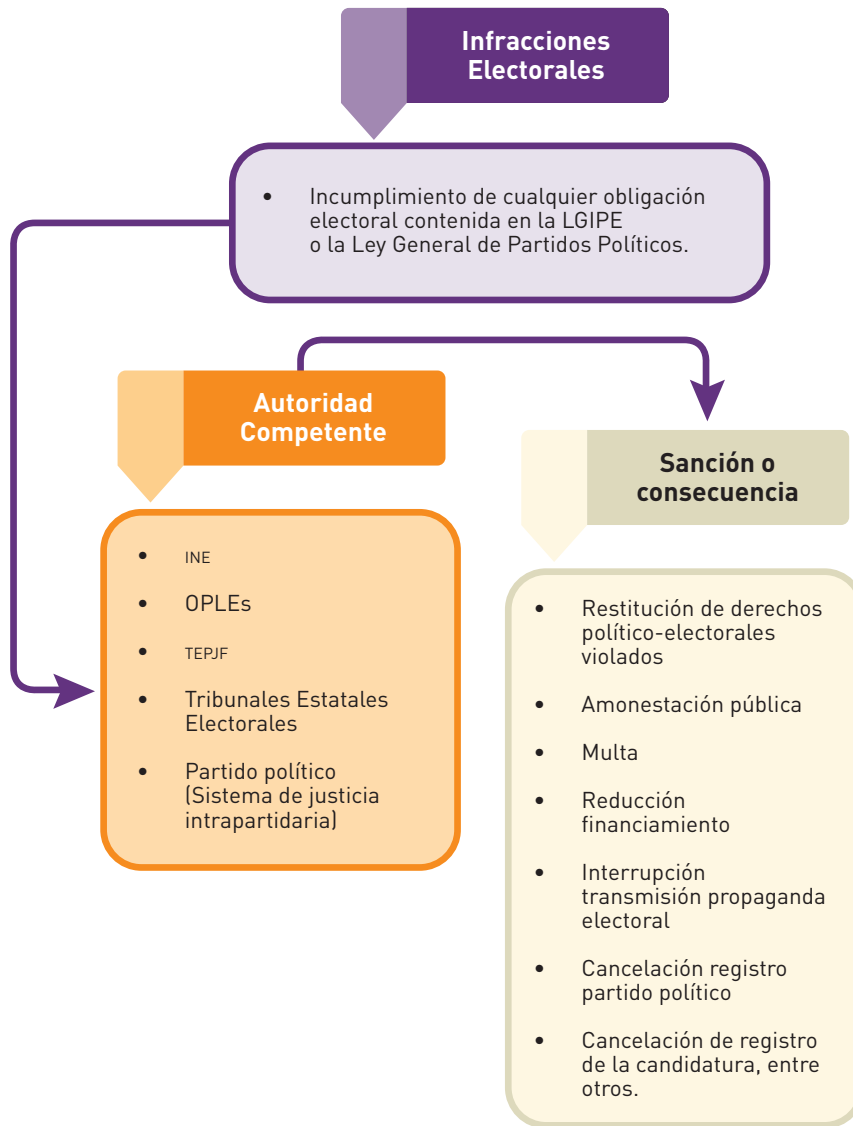 Infracciones
Electorales
• Incumplimiento de cualquier obligación
electoral contenida en la LGIPE
o la Ley General de Partidos Políticos.
Autoridad
Competente
• INE
• OPLEs
• TEPJF
• Tribunales Estatales
Electorales
• Partido político
(Sistema de justicia
intrapartidaria)
Sanción o
consecuencia
• Restitución de derechos
político-electorales
violados
• Amonestación pública
• Multa
• Reducción
financiamiento
• Interrupción
transmisión propaganda
electoral
• Cancelación registro
partido político
• Cancelación de registro
de la candidatura, entre
otros.